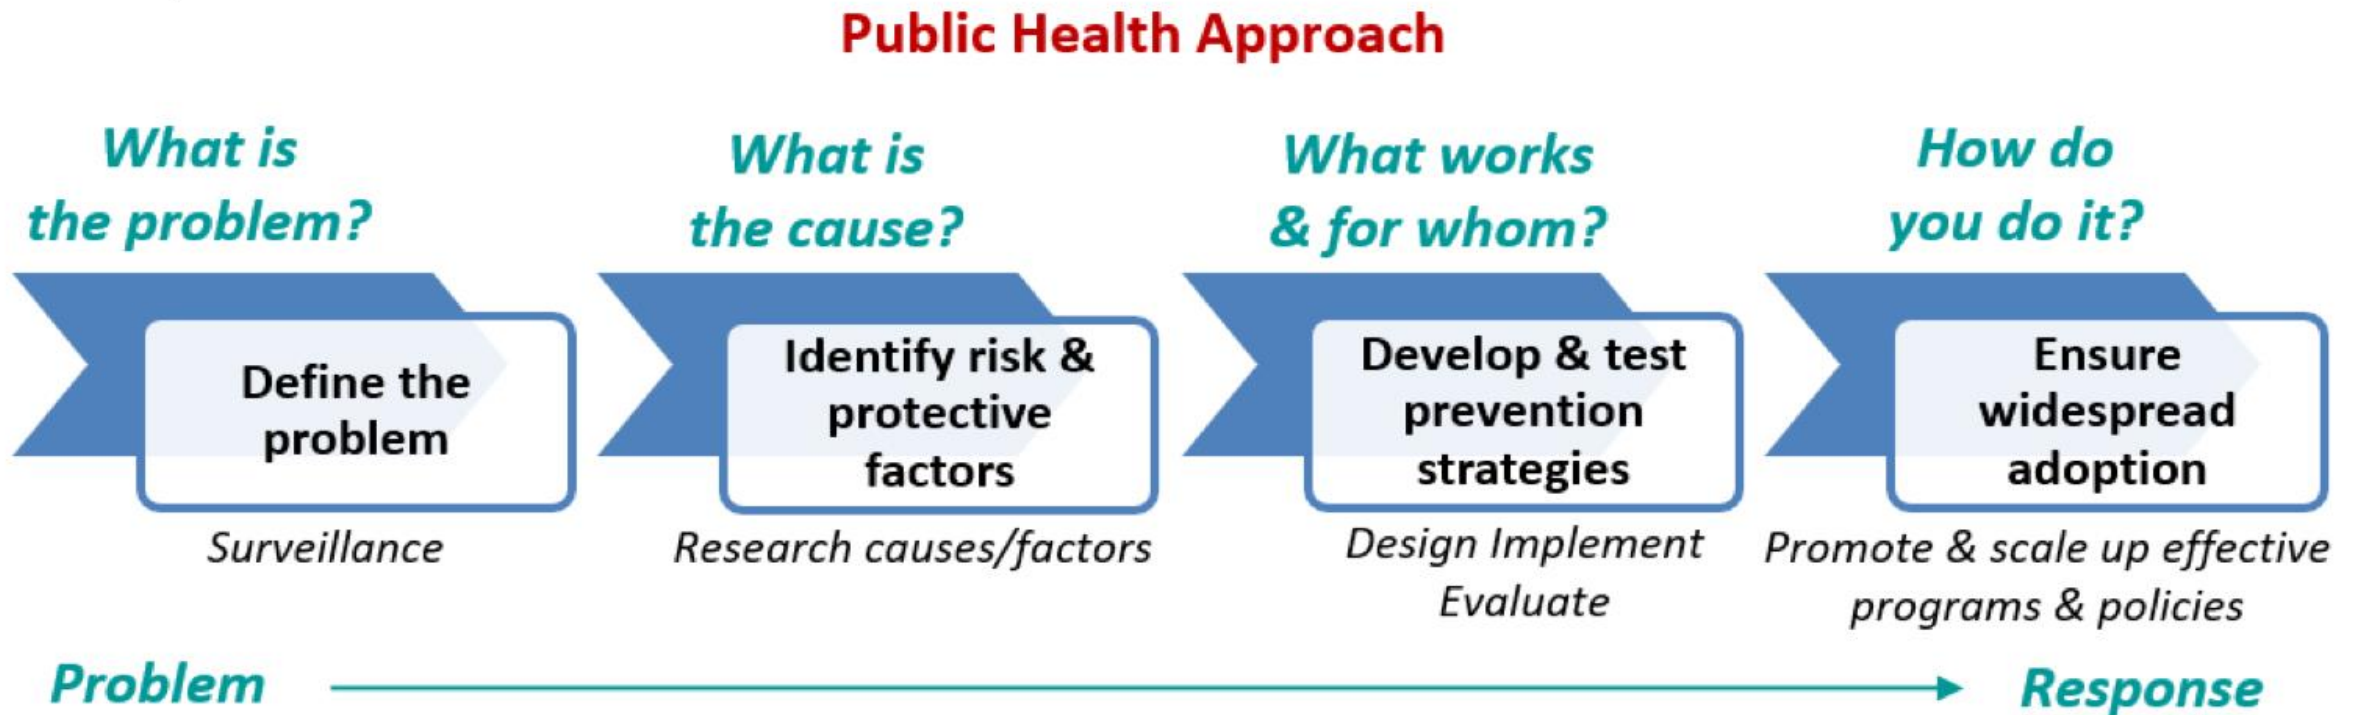 Public Health Approach
What is
the problem?
Define the
problem
Surveillance
What is
the cause?
Identify risk &
protective
factors
Research causes/factors
What works
& for whom?
Develop & test
prevention
strategies
Design Implement
Evaluate
How do
you do it?
Ensure
widespread
adoption
Promote & scale up effective
programs & policies
Problem
Response